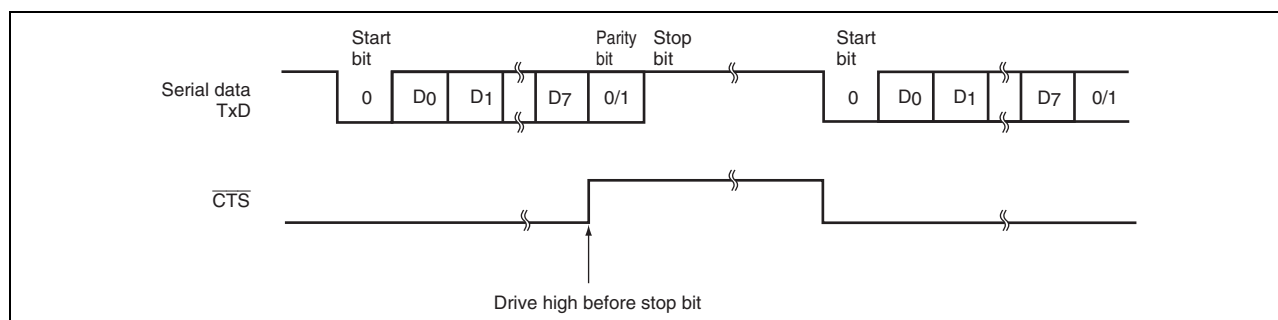 Start bit
Parity bit
Stop bit
Start bit
Serial data TxD
0
D0
D1
D7
0/1
0
D0
D1
D7
0/1
CTS
Drive high before stop bit